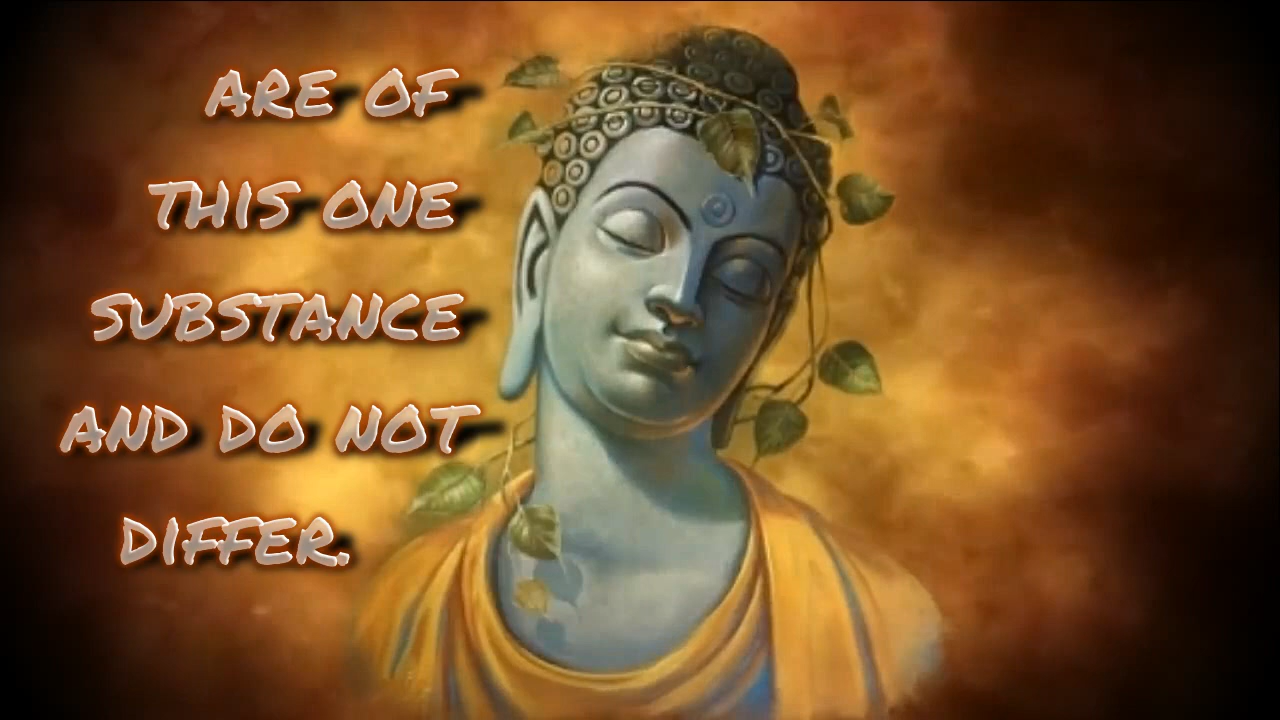 ARE OF
THIS ONE
SUBSTANCE
AND DO NOT
DIFFER.